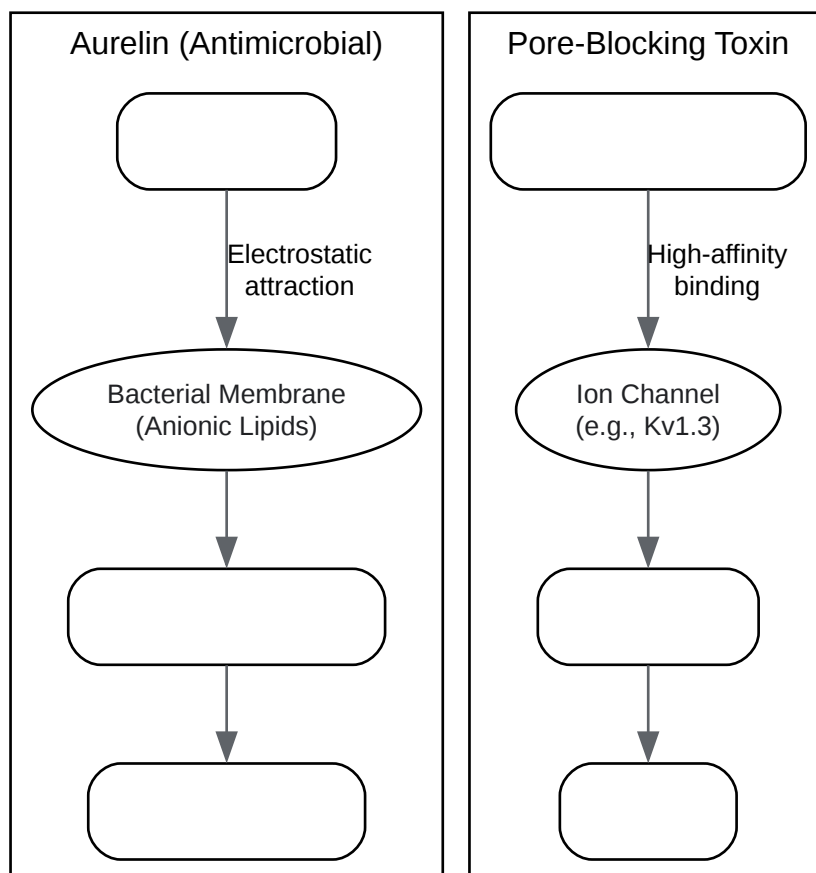 Aurelin (Antimicrobial)
Electrostatic
attraction
Bacterial Membrane
(Anionic Lipids)
Pore-Blocking Toxin
High-affinity
binding
Ion Channel
(e.g., Kv1.3)